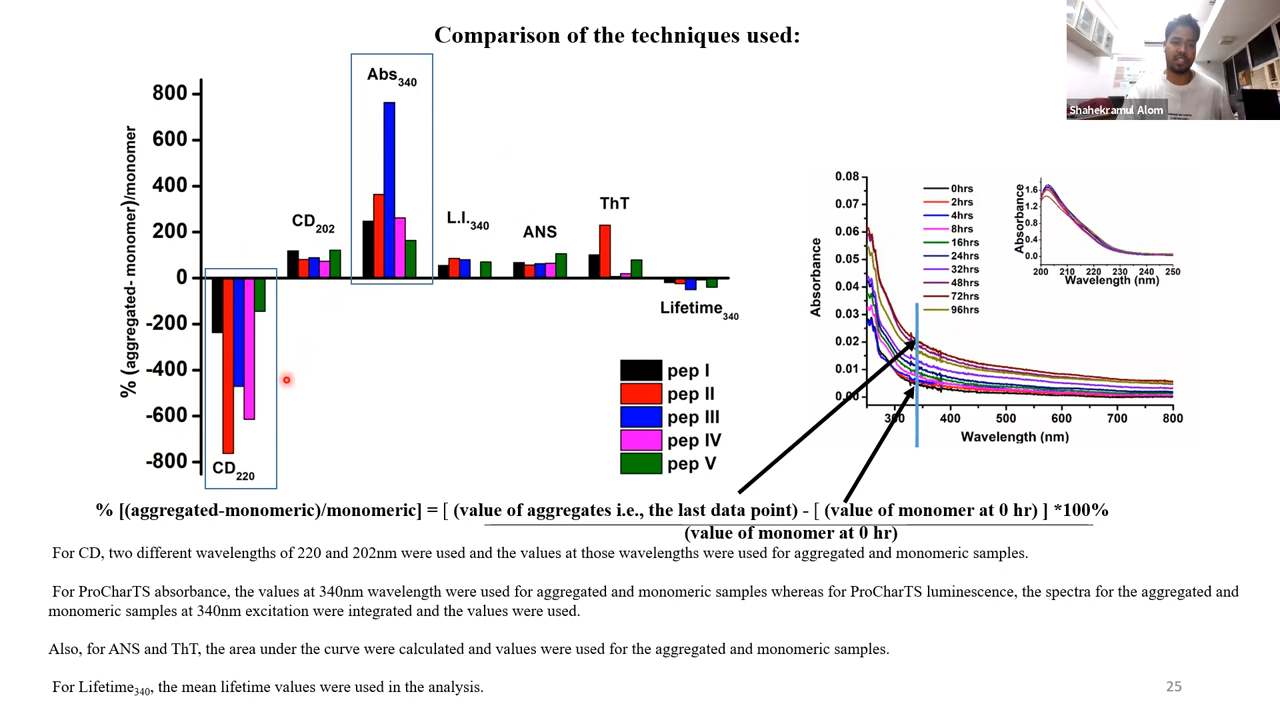 Comparison of the techniques used:
Shahekramul Alom
% (aggregated- monomer)/monomer
800
600
400
200
0
-200
-400
-600
-800
CD220
CD202
Abs340
L.I.340
ANS
ThT
Lifetime340
pep I
pep II
pep III
pep IV
pep V
Absorbance
0.08
0.07
0.06
0.05
0.04
0.03
0.02
0.01
0.00
300 400 500 600 700 800
Wavelength (nm)
0hrs
2hrs
4hrs
8hrs
16hrs
24hrs
32hrs
48hrs
72hrs
96hrs
Absorbance
1.6
1.2
0.8
0.4
0.0
200 210 220 230 240 250
Wavelength (nm)
% [(aggregated-monomeric)/monomeric] = [ (value of aggregates i.e., the last data point) - [ (value of monomer at 0 hr) ] *100%
(value of monomer at 0 hr)
For CD, two different wavelengths of 220 and 202nm were used and the values at those wavelengths were used for aggregated and monomeric samples.
For ProCharTS absorbance, the values at 340nm wavelength were used for aggregated and monomeric samples whereas for ProCharTS luminescence, the spectra for the aggregated and
monomeric samples at 340nm excitation were integrated and the values were used.
Also, for ANS and ThT, the area under the curve were calculated and values were used for the aggregated and monomeric samples.
For Lifetime340, the mean lifetime values were used in the analysis.
25